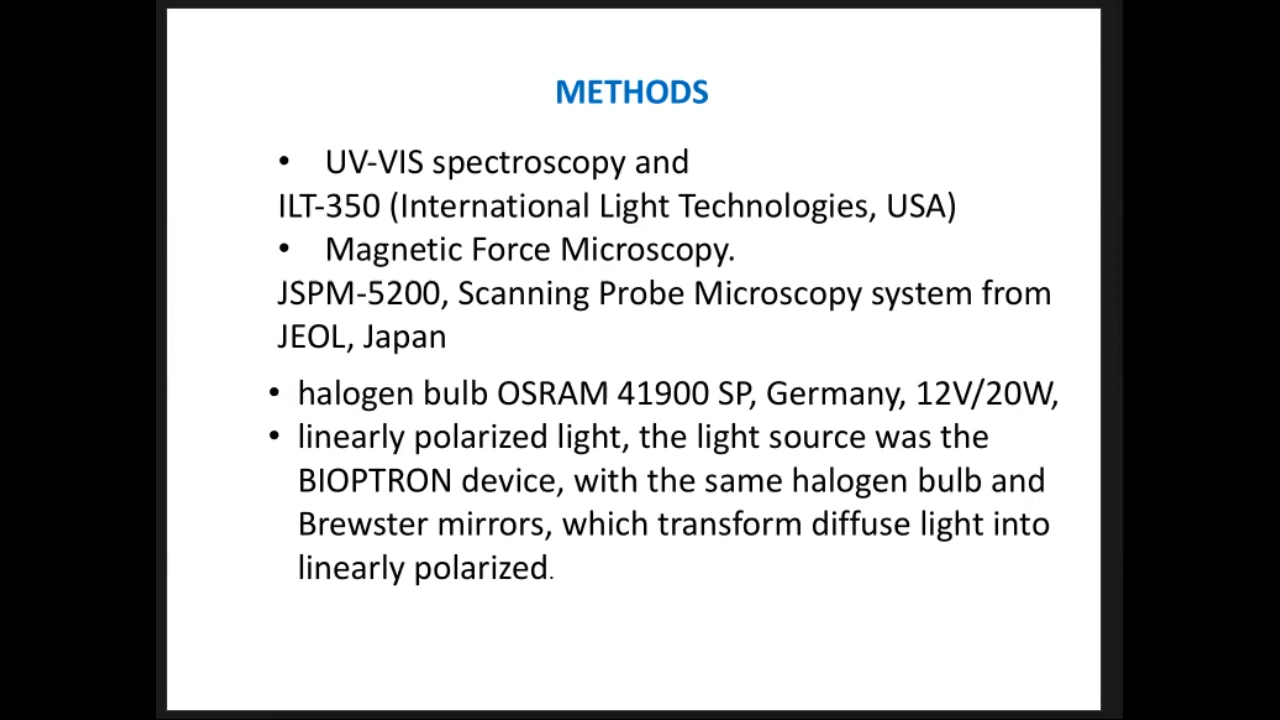 METHODS
• UV-VIS spectroscopy and
ILT-350 (International Light Technologies, USA)
• Magnetic Force Microscopy.
JSPM-5200, Scanning Probe Microscopy system from
JEOL, Japan
• halogen bulb OSRAM 41900 SP, Germany, 12V/20W,
• linearly polarized light, the light source was the
BIOPTRON device, with the same halogen bulb and
Brewster mirrors, which transform diffuse light into
linearly polarized.